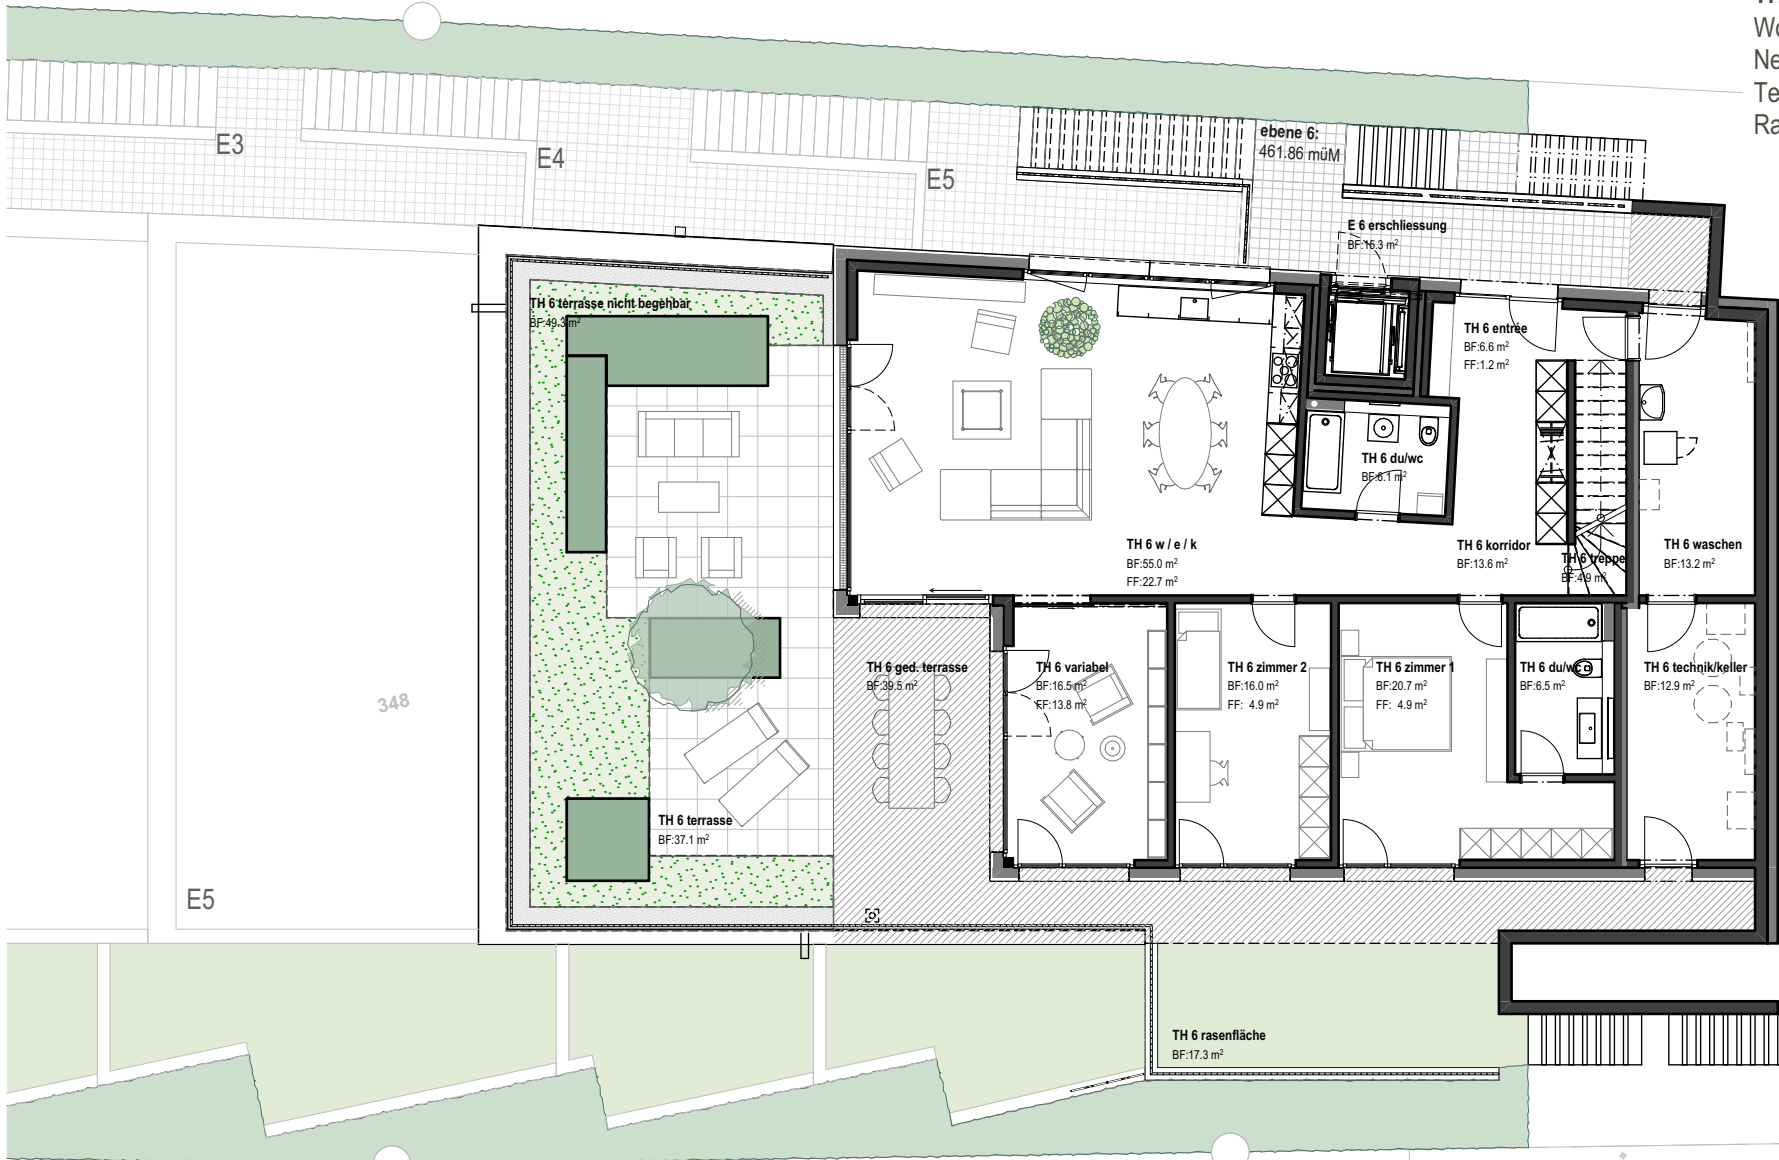 Wo
Ne
Te
Ra
E3
E4
E5
ebene 6:
461.86 müM
E 6 erschliessung
BF:15.3 m²
TH 6 terrasse nicht begehbar
BF:49.3 m²
TH 6 entrée
BF:6.6 m²
FF:1.2 m²
TH 6 du/wc
BF:6.1 m²
TH 6 w / e / k
BF:55.0 m²
FF:22.7 m²
TH 6 korridor
BF:13.6 m²
TH 6 treppe
BF:4.9 m²
TH 6 waschen
BF:13.2 m²
TH 6 ged. terrasse
BF:39.5 m²
TH 6 variabel
BF:16.5 m²
FF:13.8 m²
TH 6 zimmer 2
BF:16.0 m²
FF: 4.9 m²
TH 6 zimmer 1
BF:20.7 m²
FF: 4.9 m²
TH 6 du/wc
BF:6.5 m²
TH 6 technik/keller
BF:12.9 m²
348
TH 6 terrasse
BF:37.1 m²
E5
TH 6 rasenfläche
BF:17.3 m²